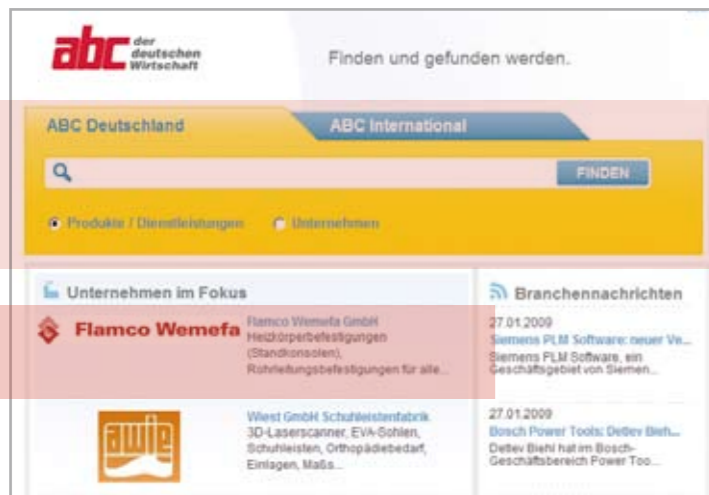 abc der
deutschen
Wirtschaft
Finden und gefunden werden.
ABC Deutschland
ABC International
FINDEN
Produkte / Dienstleistungen
Unternehmen
Unternehmen im Fokus
Flamco Wemefa
Flamco Wemefa GmbH
Heizkörperbefestigungen
(Standkonsolen),
Rohrleitungsbefestigungen für alle...
awie
Wiest GmbH Schuhleistenfabrik
3D-Laserscanner, EVA-Sohlen,
Schuhleisten, Orthopädiebedarf,
Einlagen, Maßs...
Branchennachrichten
27.01.2009
Siemens PLM Software: neuer Ve...
Siemens PLM Software, ein
Geschäftsgebiet von Siemen...
27.01.2009
Bosch Power Tools: Detlev Bieh...
Detlev Biehl hat im Bosch-
Geschäftsbereich Power Too...